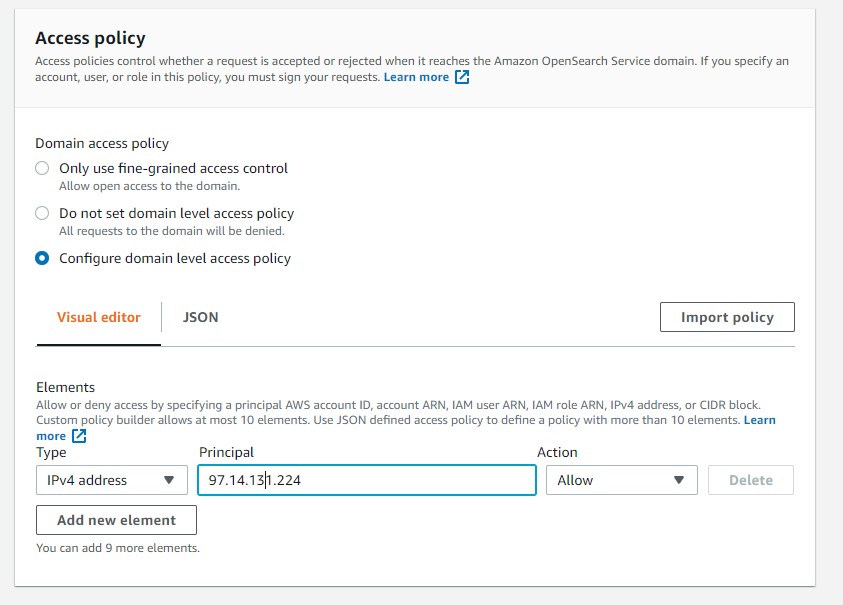 Access policy
Access policies control whether a request is accepted or rejected when it reaches the Amazon OpenSearch Service domain. If you specify an
account, user, or role in this policy, you must sign your requests. Learn more
Domain access policy
Only use fine-grained access control
Allow open access to the domain.
Do not set domain level access policy
All requests to the domain will be denied.
Configure domain level access policy
Visual editor
JSON
Import policy
Elements
Allow or deny access by specifying a principal AWS account ID, account ARN, IAM user ARN, IAM role ARN, IPv4 address, or CIDR block.
Custom policy builder allows at most 10 elements. Use JSON defined access policy to define a policy with more than 10 elements. Learn
more
Type
Principal
Action
IPv4 address
97.14.131.224
Allow
Delete
Add new element
You can add 9 more elements.